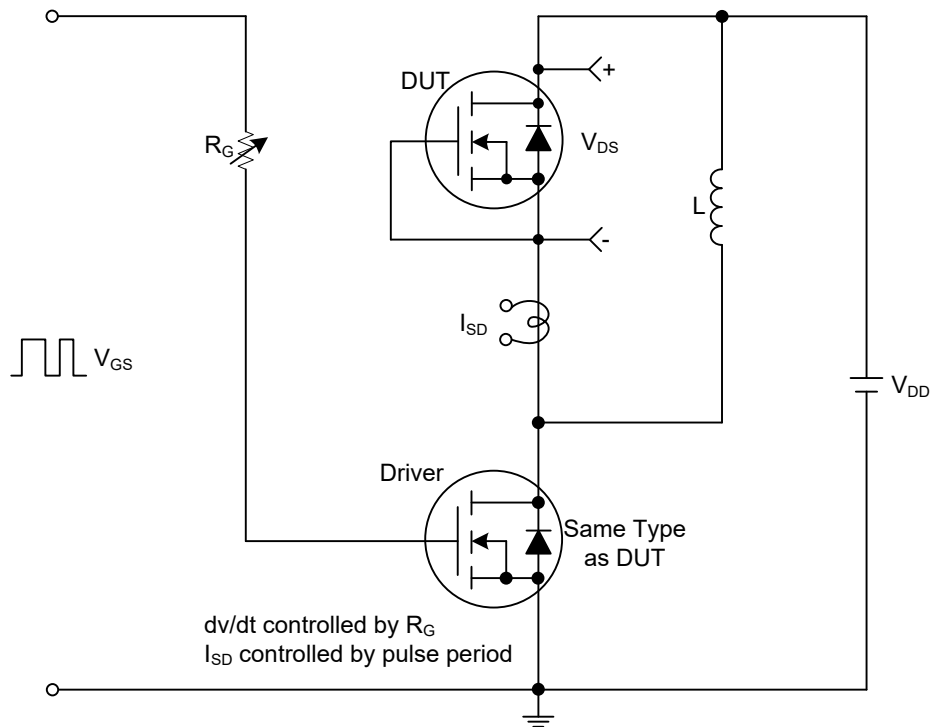 DUT
+
R_G
V_DS
L
-
I_SD
V_GS
V_DD
Driver
Same Type
as DUT
dv/dt controlled by R_G
I_SD controlled by pulse period